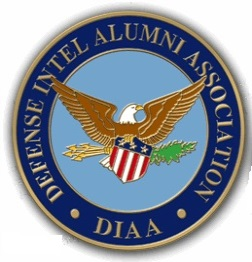 DEFENSE INTEL ALUMNI ASSOCIATION
· DIAA ·